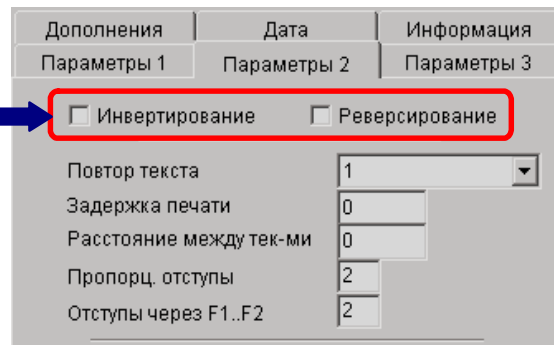 Дополнения Дата Информация
Параметры 1 Параметры 2 Параметры 3
Инвертирование Реверсирование
Повтор текста 1
Задержка печати 0
Расстояние между тек-ми 0
Пропорц. отступы 2
Отступы через F1..F2 2